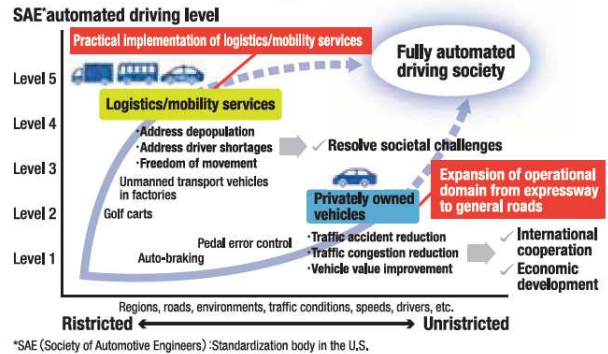 SAE*automated driving level
Practical implementation of logistics/mobility services
Fully automated
driving society
Level 5
Logistics/mobility services
Level 4
·Address depopulation
·Address driver shortages
·Freedom of movement
✓ Resolve societal challenges
Level 3
Unmanned transport vehicles
in factories
Expansion of operational
domain from expressway
to general roads
Privately owned
vehicles
Level 2
Golf carts
·Traffic accident reduction
·Traffic congestion reduction
·Vehicle value improvement
✓ International
cooperation
✓ Economic
development
Pedal error control
Level 1
Auto-braking
Regions, roads, environments, traffic conditions, speeds, drivers, etc.
Ristricted
Unristricted
*SAE (Society of Automotive Engineers) :Standardization body in the U.S.